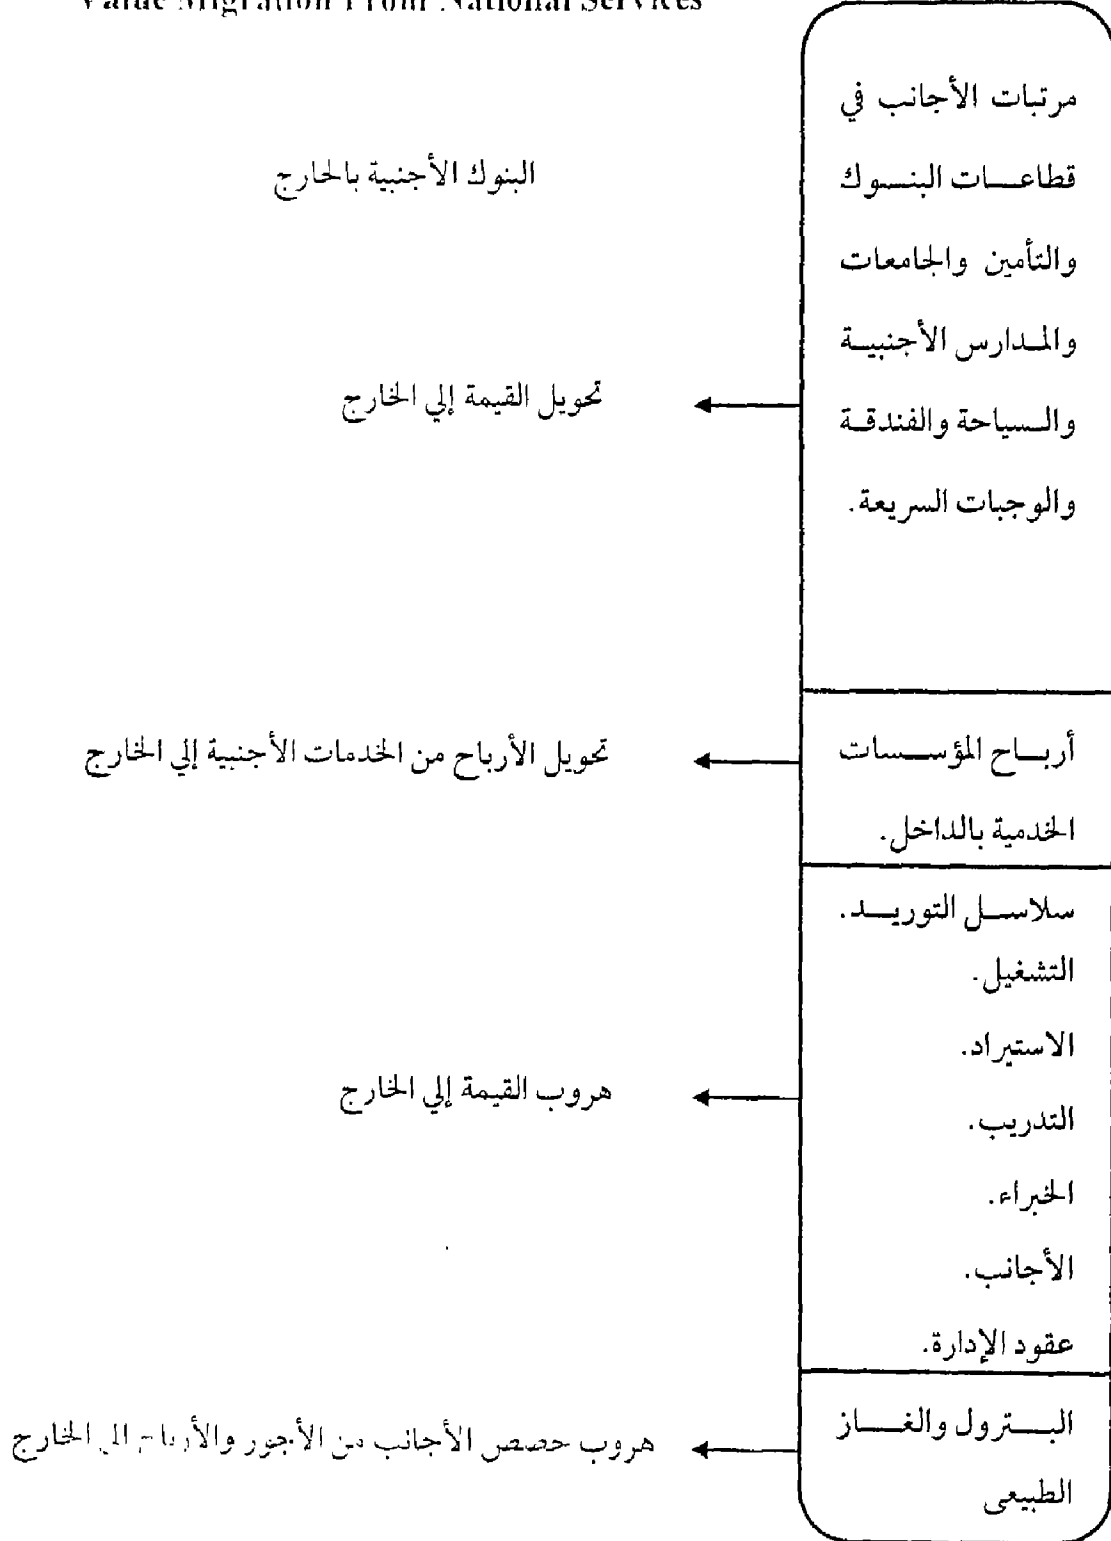 Value Migration From National Services
مرتبات الأجانب في
قطاعات البنوك
والتأمين والجامعات
والمدارس الأجنبية
والسياحة والفندقة
والوجبات السريعة.
البنوك الأجنبية بالخارج
تحويل القيمة إلي الخارج
أرباح المؤسسات
الخدمية بالداخل.
تحويل الأرباح من الخدمات الأجنبية إلي الخارج
سلاسل التوريد.
التشغيل.
الاستيراد.
التدريب.
الخبراء.
الأجانب.
عقود الإدارة.
هروب القيمة إلي الخارج
البترول والغاز
الطبيعى
هروب حصص الأجانب من الأجور والأرباح إلي الخارج